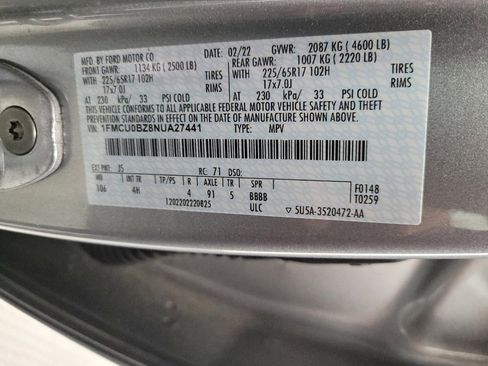 MFD. BY FORD MOTOR CO 02/22 GVWR: 2087 KG ( 4600 LB)
FRONT GAWR: 1134 KG ( 2500 LB) REAR GAWR: 1007 KG ( 2220 LB)
WITH 225/65R17 102H TIRES WITH 225/65R17 102H TIRES
17x7.0J RIMS 17x7.0J RIMS
AT 230 kPa/ 33 PSI COLD AT 230 kPa/ 33 PSI COLD
THIS VEHICLE CONFORMS TO ALL APPLICABLE FEDERAL MOTOR VEHICLE SAFETY AND THEFT PREVENTION STANDARDS IN
EFFECT ON THE DATE OF MANUFACTURE SHOWN ABOVE.
VIN: 1FMCU0BZ8NUA27441 TYPE: MPV
EXT PNT: JS RC: 71 DSO:
WB INT TR TP/PS R AXLE TR SPR F0148
106 4H 4 91 5 BBBB T0259
1202202220825 ULC ▽ SU5A-3520472-AA